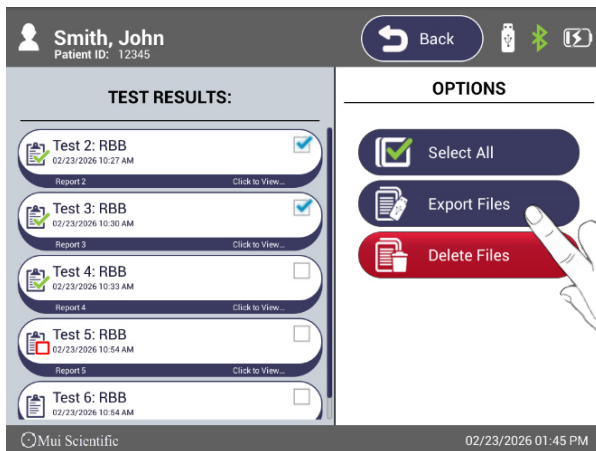 Smith, John
Patient ID: 12345
Back
TEST RESULTS:
Test 2: RBB
02/23/2026 10:27 AM
Report 2 Click to View...
Test 3: RBB
02/23/2026 10:30 AM
Report 3 Click to View...
Test 4: RBB
02/23/2026 10:33 AM
Report 4 Click to View...
Test 5: RBB
02/23/2026 10:54 AM
Report 5 Click to View...
Test 6: RBB
02/23/2026 10:54 AM
OPTIONS
Select All
Export Files
Delete Files
Mui Scientific
02/23/2026 01:45 PM